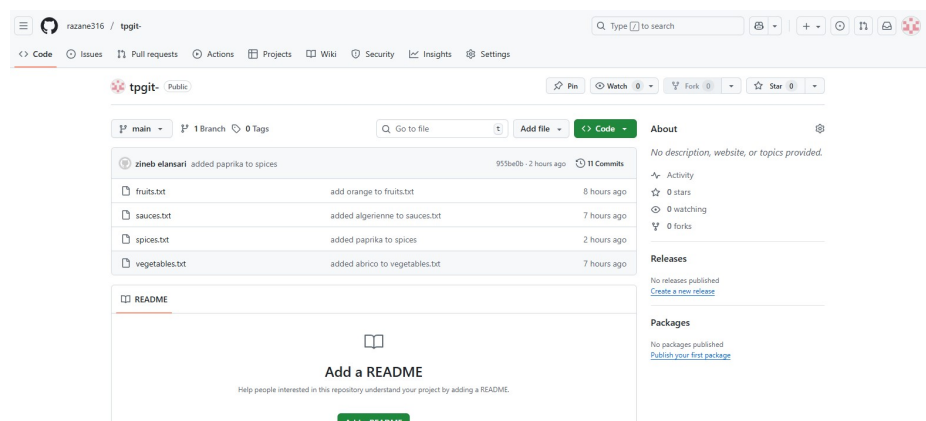 razane316 / tpgit-
Type / to search
Code Issues Pull requests Actions Projects Wiki Security Insights Settings
tpgit- Public
Pin Watch 0 Fork 0 Star 0
main 1 Branch 0 Tags
Go to file t
Add file
Code
zineb elansari added paprika to spices 955be0b · 2 hours ago 11 Commits
fruits.txt add orange to fruits.txt 8 hours ago
sauces.txt added algerienne to sauces.txt 7 hours ago
spices.txt added paprika to spices 2 hours ago
vegetables.txt added abrico to vegetables.txt 7 hours ago
README
Add a README
Help people interested in this repository understand your project by adding a README.
About
No description, website, or topics provided.
Activity
0 stars
0 watching
0 forks
Releases
No releases published
Create a new release
Packages
No packages published
Publish your first package